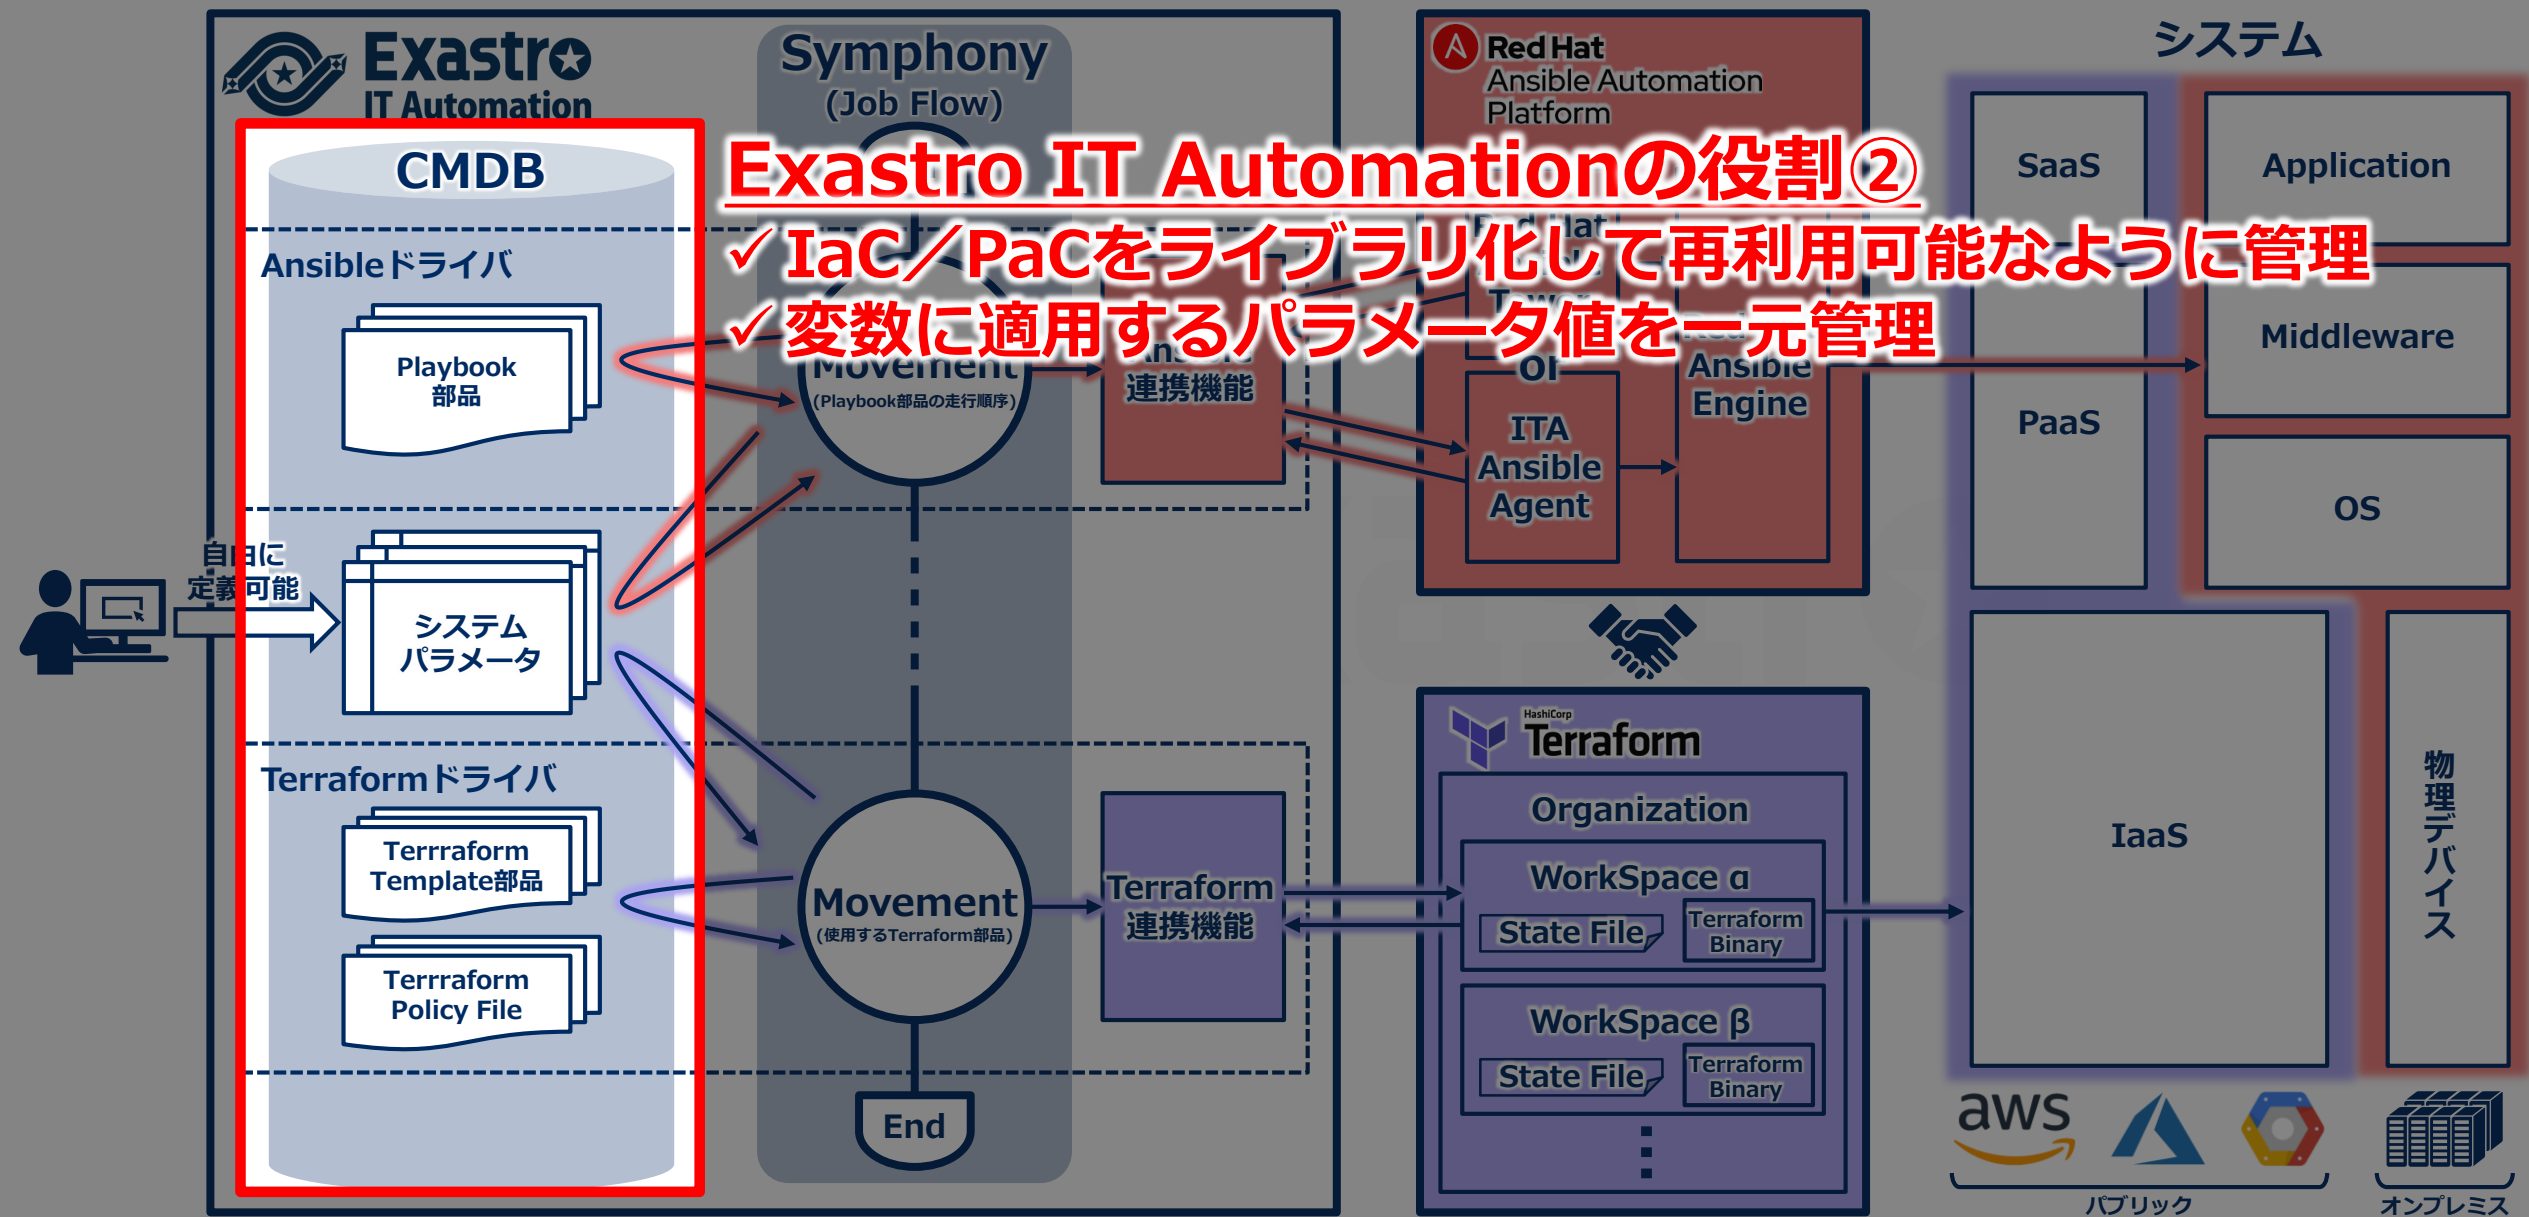 Exastro
IT Automation
CMDB
Ansibleドライバ
Playbook
部品
自由に
定義可能
システム
パラメータ
Terraformドライバ
Terrraform
Template部品
Terrraform
Policy File
Symphony
(Job Flow)
Exastro IT Automationの役割②
✓IaC／PaCをライブラリ化して再利用可能なように管理
✓変数に適用するパラメータ値を一元管理
Movement
(Playbook部品の走行順序)
Movement
(使用するTerraform部品)
End
連携機能
Terraform
連携機能
Red Hat
Ansible Automation
Platform
or
ITA
Ansible
Agent
Ansible
Engine
HashiCorp
Terraform
Organization
WorkSpace α
State File
Terraform
Binary
WorkSpace β
State File
Terraform
Binary
システム
SaaS
PaaS
IaaS
Application
Middleware
OS
物理デバイス
aws
パブリック
オンプレミス